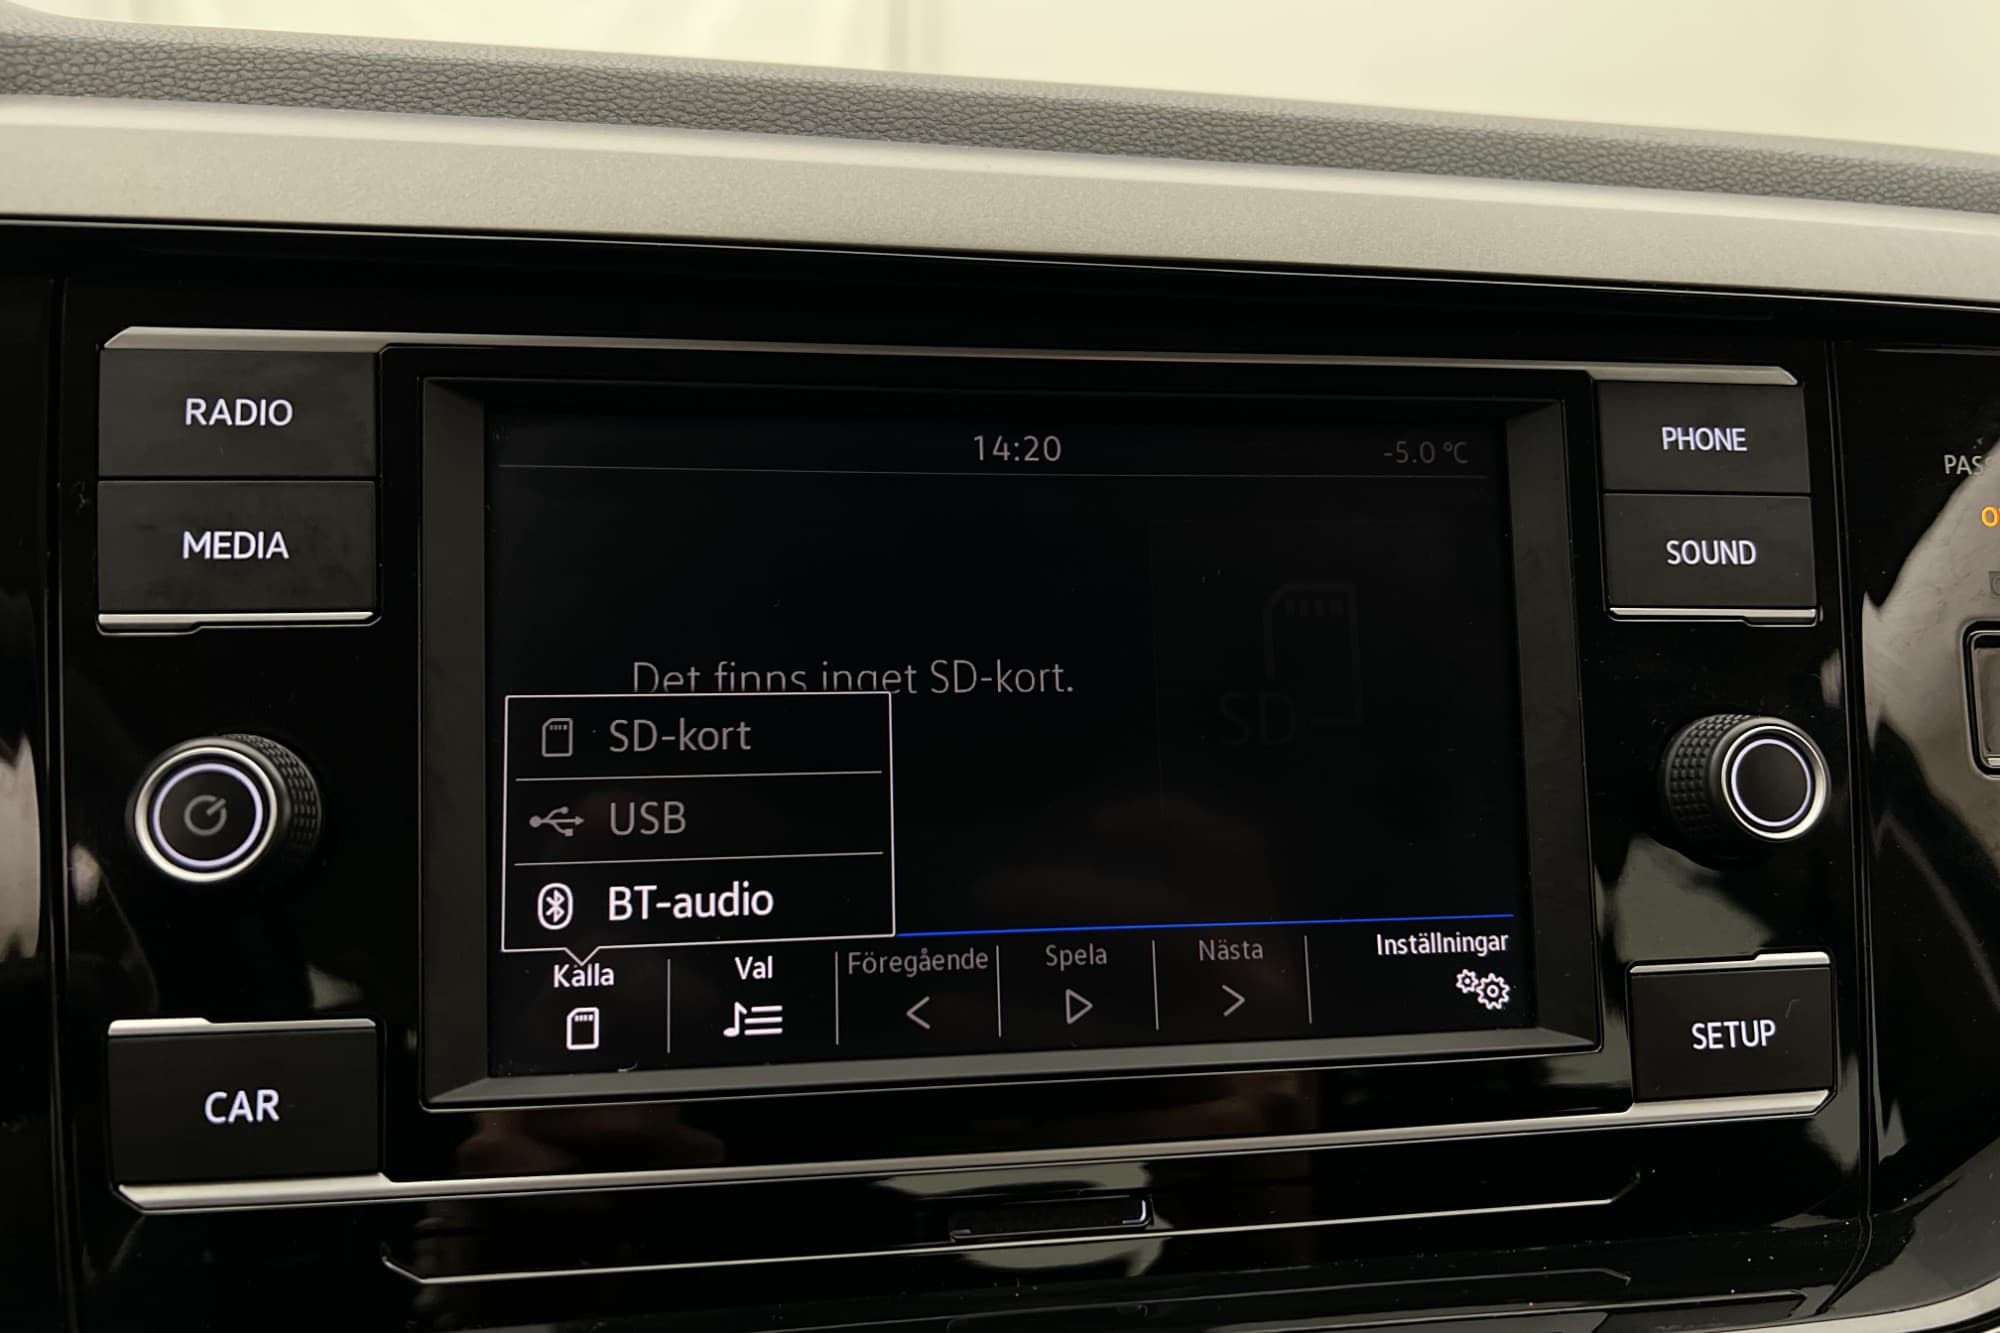 RADIO
MEDIA
CAR
14:20
-5.0 °C
Det finns inget SD-kort.
SD
SD-kort
USB
BT-audio
Källa
Val
Föregående
Spela
Nästa
Inställningar
PHONE
SOUND
SETUP